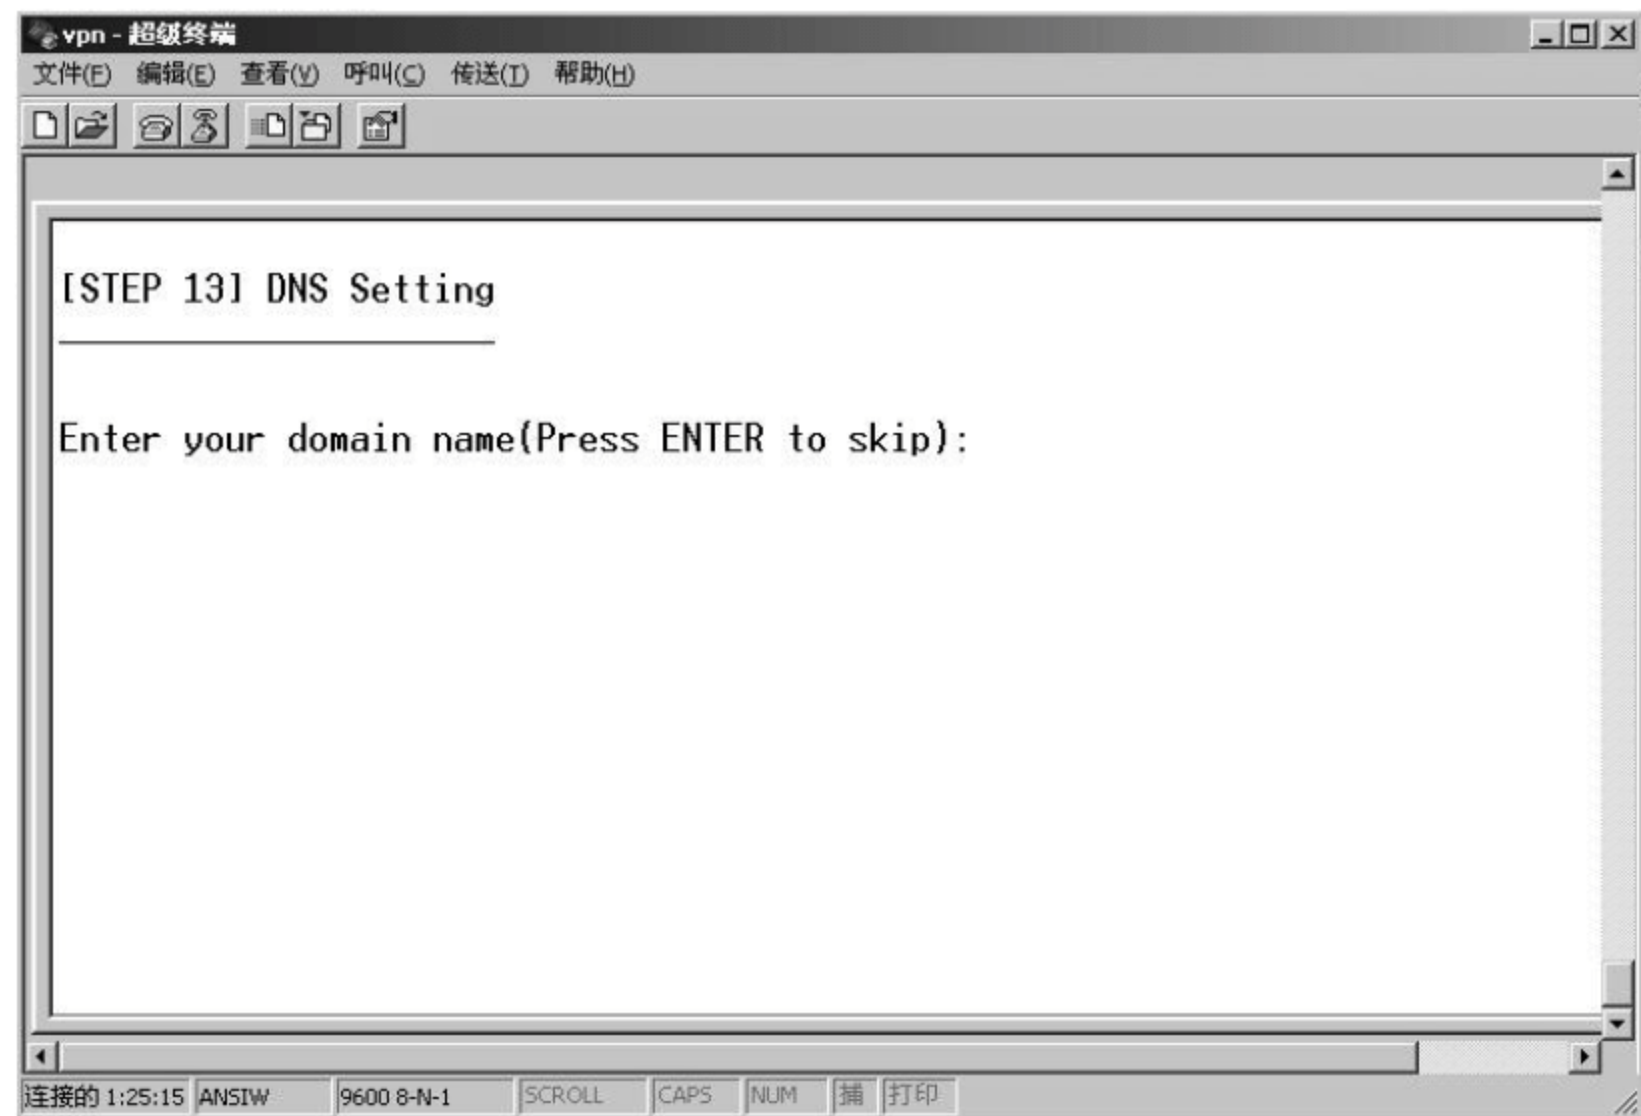 vpn - 超级终端
文件(F) 编辑(E) 查看(V) 呼叫(C) 传送(T) 帮助(H)
[STEP 13] DNS Setting
Enter your domain name(Press ENTER to skip):
连接的 1:25:15 ANSIW 9600 8-N-1 SCROLL CAPS NUM 捕 打印